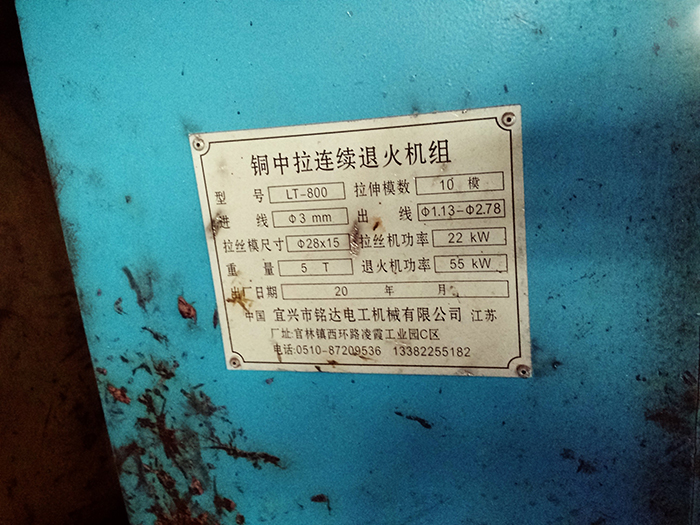 铜中拉连续退火机组
型号 LT-800 拉伸模数 10 模
进线 Φ3 mm 出线 Φ1.13-Φ2.78
拉丝模尺寸 Φ28x15 拉丝机功率 22 kW
重量 5 T 退火机功率 55 kW
出厂日期 20 年 月
中国 宜兴市铭达电工机械有限公司 江苏
厂址:官林镇西环路凌霞工业园C区
电话:0510-87209536 13382255182